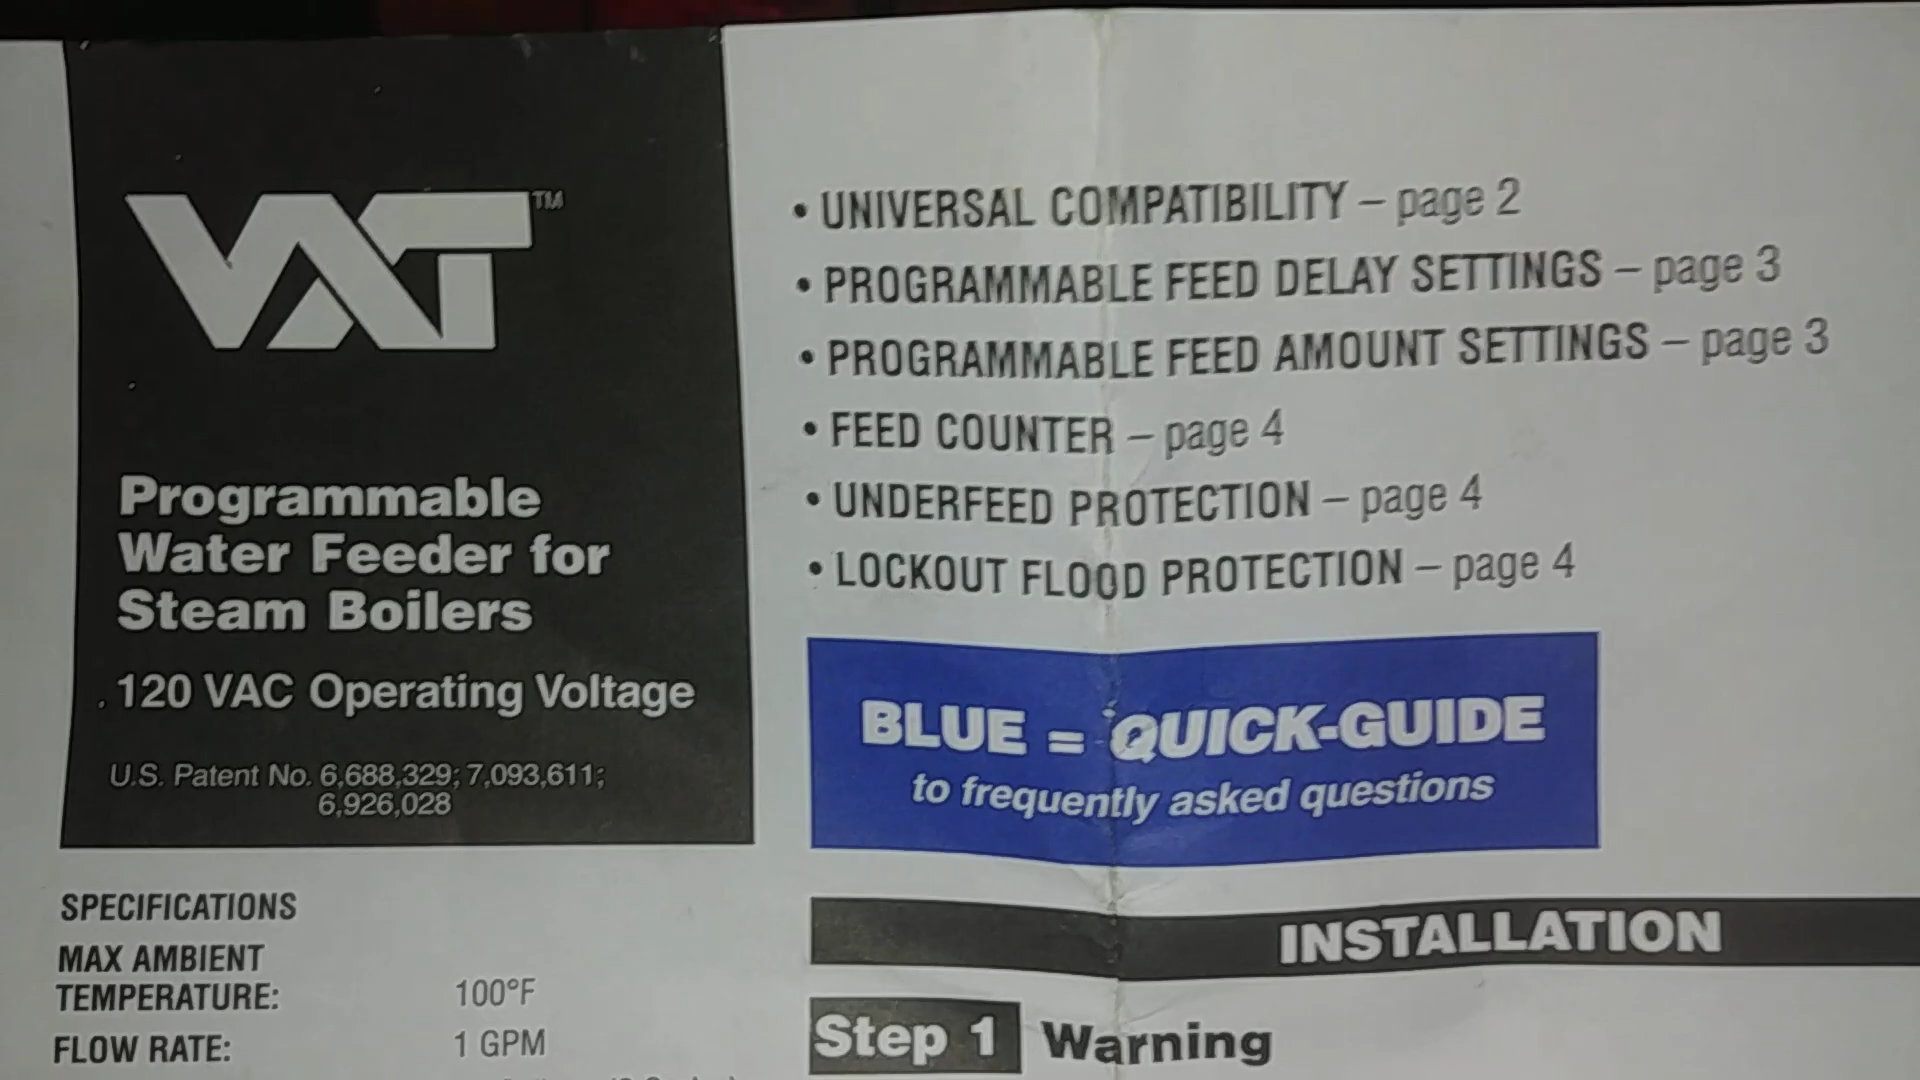 VXT™
Programmable
Water Feeder for
Steam Boilers
120 VAC Operating Voltage
U.S. Patent No. 6,688,329; 7,093,611;
6,926,028
SPECIFICATIONS
MAX AMBIENT
TEMPERATURE: 100°F
FLOW RATE: 1 GPM
• UNIVERSAL COMPATIBILITY – page 2
• PROGRAMMABLE FEED DELAY SETTINGS – page 3
• PROGRAMMABLE FEED AMOUNT SETTINGS – page 3
• FEED COUNTER – page 4
• UNDERFEED PROTECTION – page 4
• LOCKOUT FLOOD PROTECTION – page 4
BLUE = QUICK-GUIDE
to frequently asked questions
INSTALLATION
Step 1 Warning